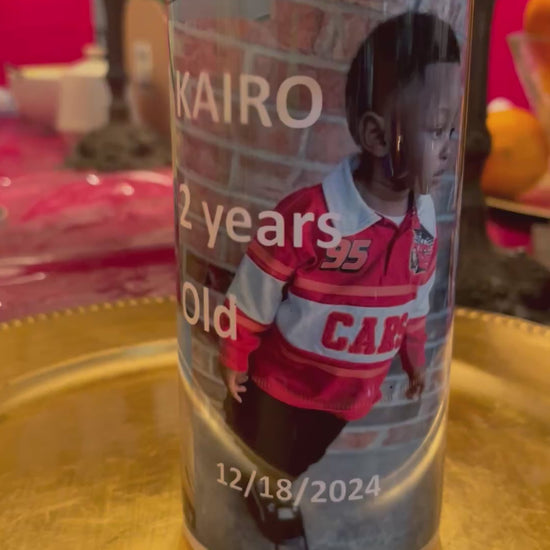 KAIRO
2 years
95
Old
CARS
12/18/2024